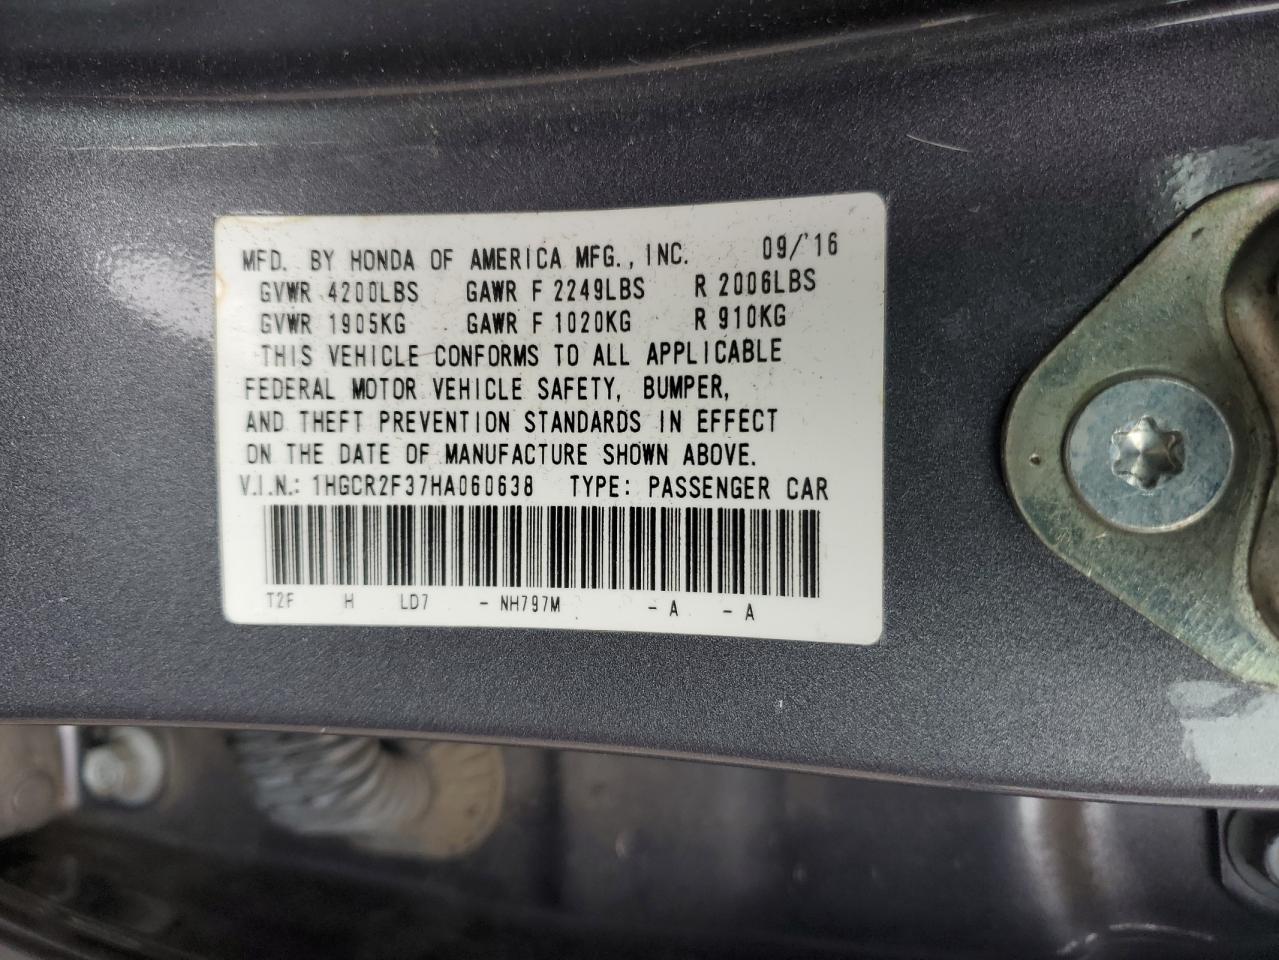 MFD. BY HONDA OF AMERICA MFG., INC. 09/'16
GVWR 4200LBS GAWR F 2249LBS R 2006LBS
GVWR 1905KG GAWR F 1020KG R 910KG
THIS VEHICLE CONFORMS TO ALL APPLICABLE
FEDERAL MOTOR VEHICLE SAFETY, BUMPER,
AND THEFT PREVENTION STANDARDS IN EFFECT
ON THE DATE OF MANUFACTURE SHOWN ABOVE.
V.I.N.: 1HGCR2F37HA060638 TYPE: PASSENGER CAR
T2F H LD7 - NH797M - A - A